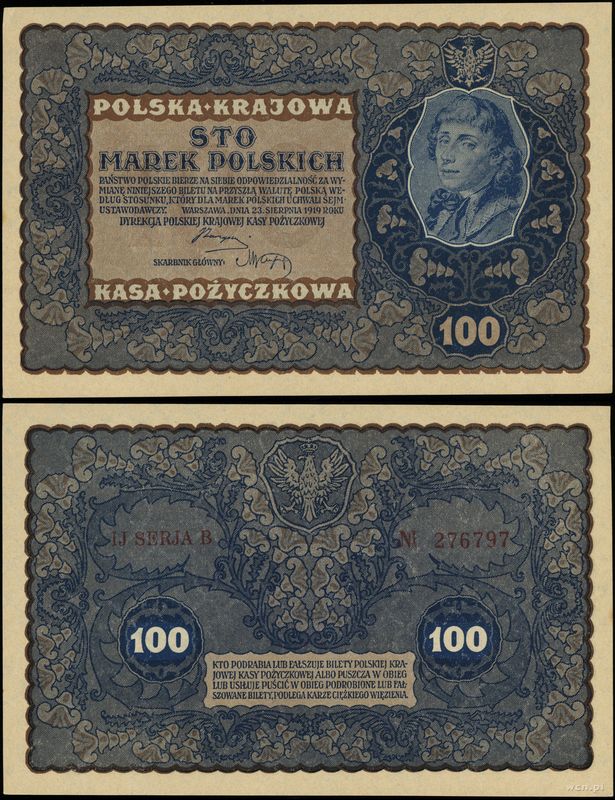 POLSKA•KRAJOWA
STO
MAREK POLSKICH
PAŃSTWO POLSKIE BIERZE NA SIEBIE ODPOWIEDZIALNOŚĆ ZA WY-
MIANĘ NINIEJSZEGO BILETU NA PRZYSZŁĄ WALUTĘ POLSKĄ, WE-
DŁUG STOSUNKU, KTÓRY DLA MAREK POLSKICH UCHWALI SEJM-
USTAWODAWCZY. WARSZAWA, DNIA 23. SIERPNIA 1919 ROKU
DYREKCJA POLSKIEJ KRAJOWEJ KASY POŻYCZKOWEJ
SKARBNIK GŁÓWNY:
KASA•POŻYCZKOWA
100
IJ SERJA B
№ 276797
100
100
KTO PODRABIA LUB FAŁSZUJE BILETY POLSKIEJ KRA-
JOWEJ KASY POŻYCZKOWEJ ALBO PUSZCZA W OBIEG
LUB USIŁUJE PUŚCIĆ W OBIEG PODROBIONE LUB FAŁ-
SZOWANE BILETY, PODLEGA KARZE CIĘŻKIEGO WIĘZIENIA.
wcn.pl